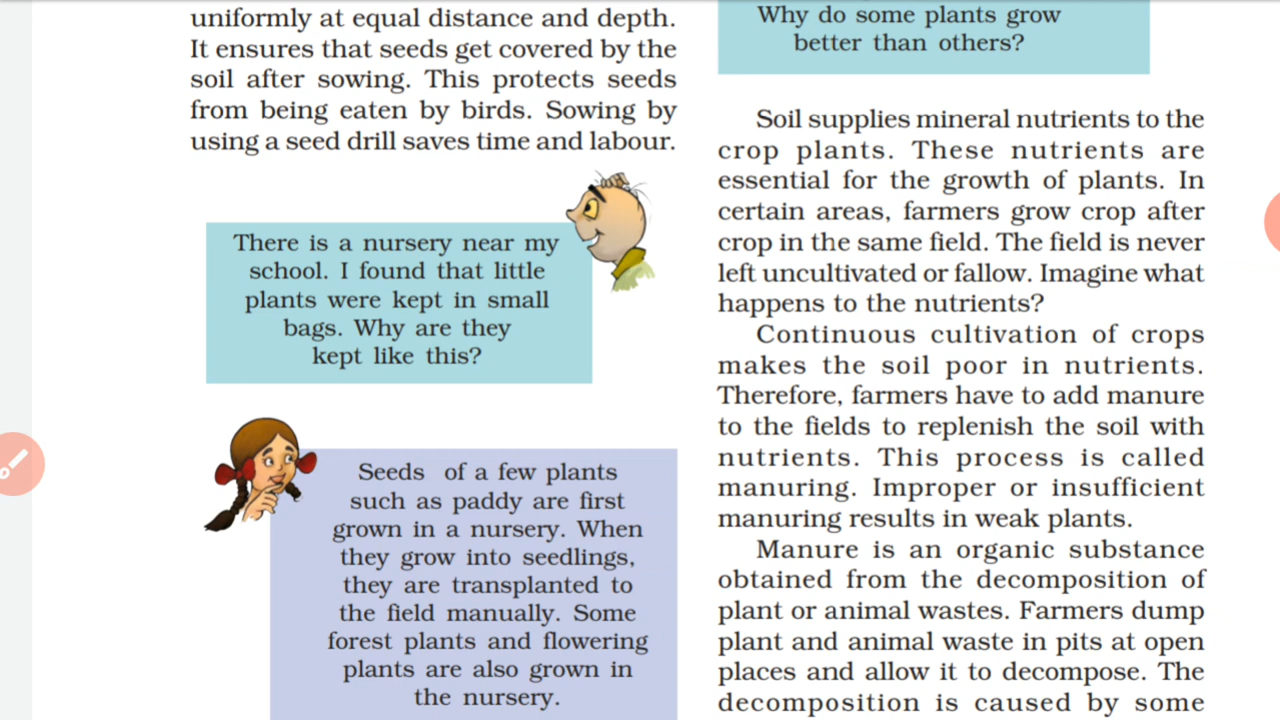 uniformly at equal distance and depth.
It ensures that seeds get covered by the
soil after sowing. This protects seeds
from being eaten by birds. Sowing by
using a seed drill saves time and labour.
There is a nursery near my
school. I found that little
plants were kept in small
bags. Why are they
kept like this?
Seeds of a few plants
such as paddy are first
grown in a nursery. When
they grow into seedlings,
they are transplanted to
the field manually. Some
forest plants and flowering
plants are also grown in
the nursery.
Why do some plants grow
better than others?
Soil supplies mineral nutrients to the
crop plants. These nutrients are
essential for the growth of plants. In
certain areas, farmers grow crop after
crop in the same field. The field is never
left uncultivated or fallow. Imagine what
happens to the nutrients?
Continuous cultivation of crops
makes the soil poor in nutrients.
Therefore, farmers have to add manure
to the fields to replenish the soil with
nutrients. This process is called
manuring. Improper or insufficient
manuring results in weak plants.
Manure is an organic substance
obtained from the decomposition of
plant or animal wastes. Farmers dump
plant and animal waste in pits at open
places and allow it to decompose. The
decomposition is caused by some